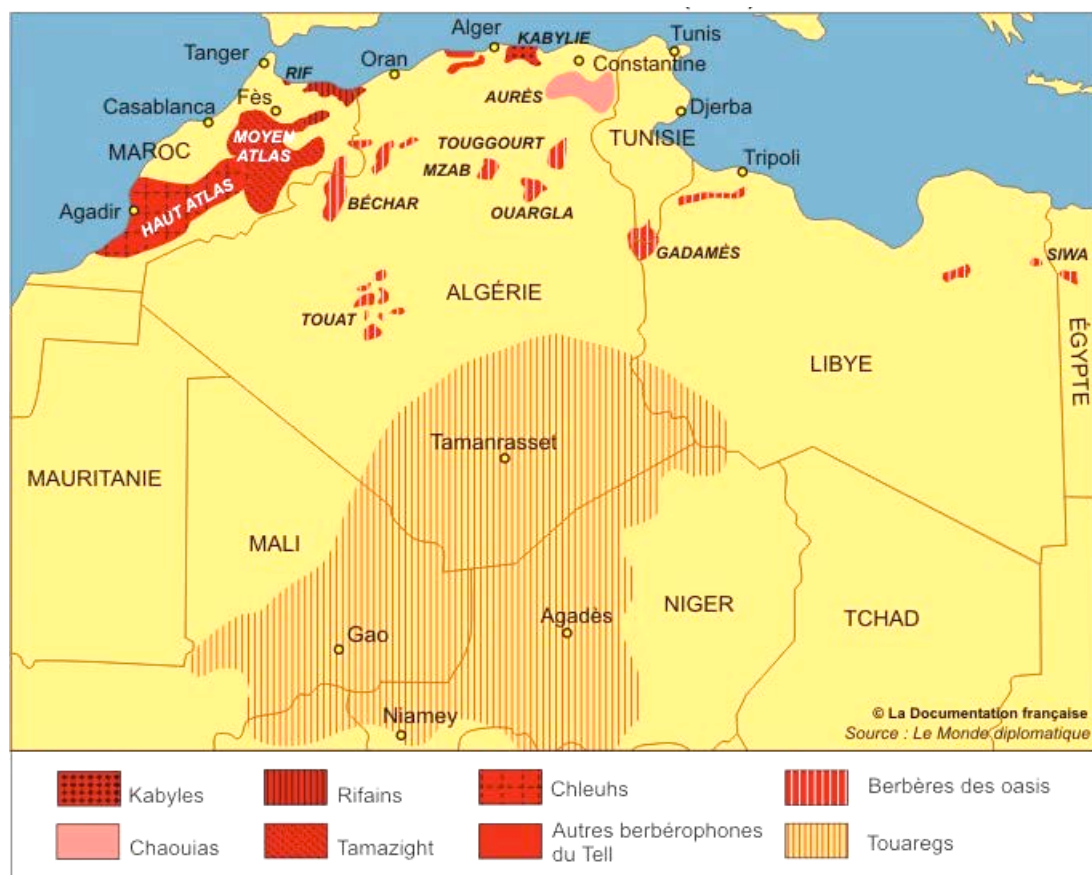 Alger
KABYLIE
Tunis
Tanger
Oran
Constantine
RIF
Fès
AURÈS
Casablanca
Djerba
MOYEN
ATLAS
TOUGGOURT
TUNISIE
MAROC
MZAB
Tripoli
HAUT ATLAS
BÉCHAR
OUARGLA
Agadir
GADAMÈS
SIWA
ALGÉRIE
TOUAT
ÉGYPTE
LIBYE
Tamanrasset
MAURITANIE
MALI
NIGER
Agadès
TCHAD
Gao
Niamey
© La Documentation française
Source : Le Monde diplomatique
Kabyles
Rifains
Chleuhs
Berbères des oasis
Chaouias
Tamazight
Autres berbérophones
du Tell
Touaregs